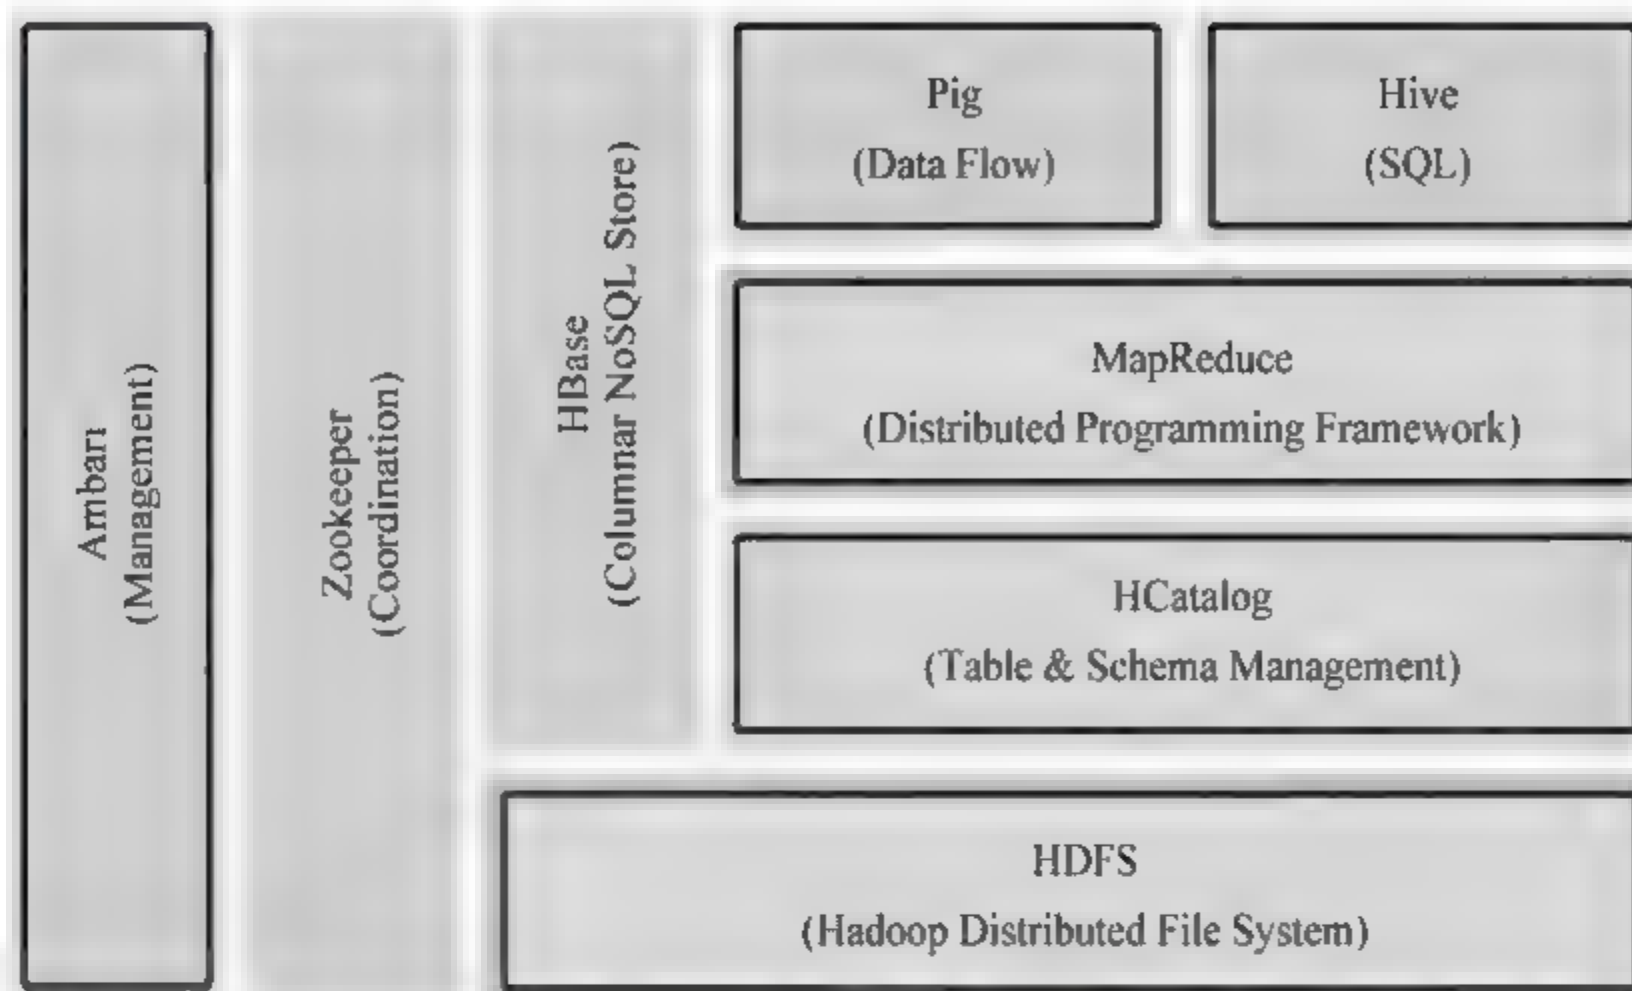 Ambari
(Management)
Zookeeper
(Coordination)
HBase
(Columnar NoSQL Store)
Pig
(Data Flow)
Hive
(SQL)
MapReduce
(Distributed Programming Framework)
HCatalog
(Table & Schema Management)
HDFS
(Hadoop Distributed File System)